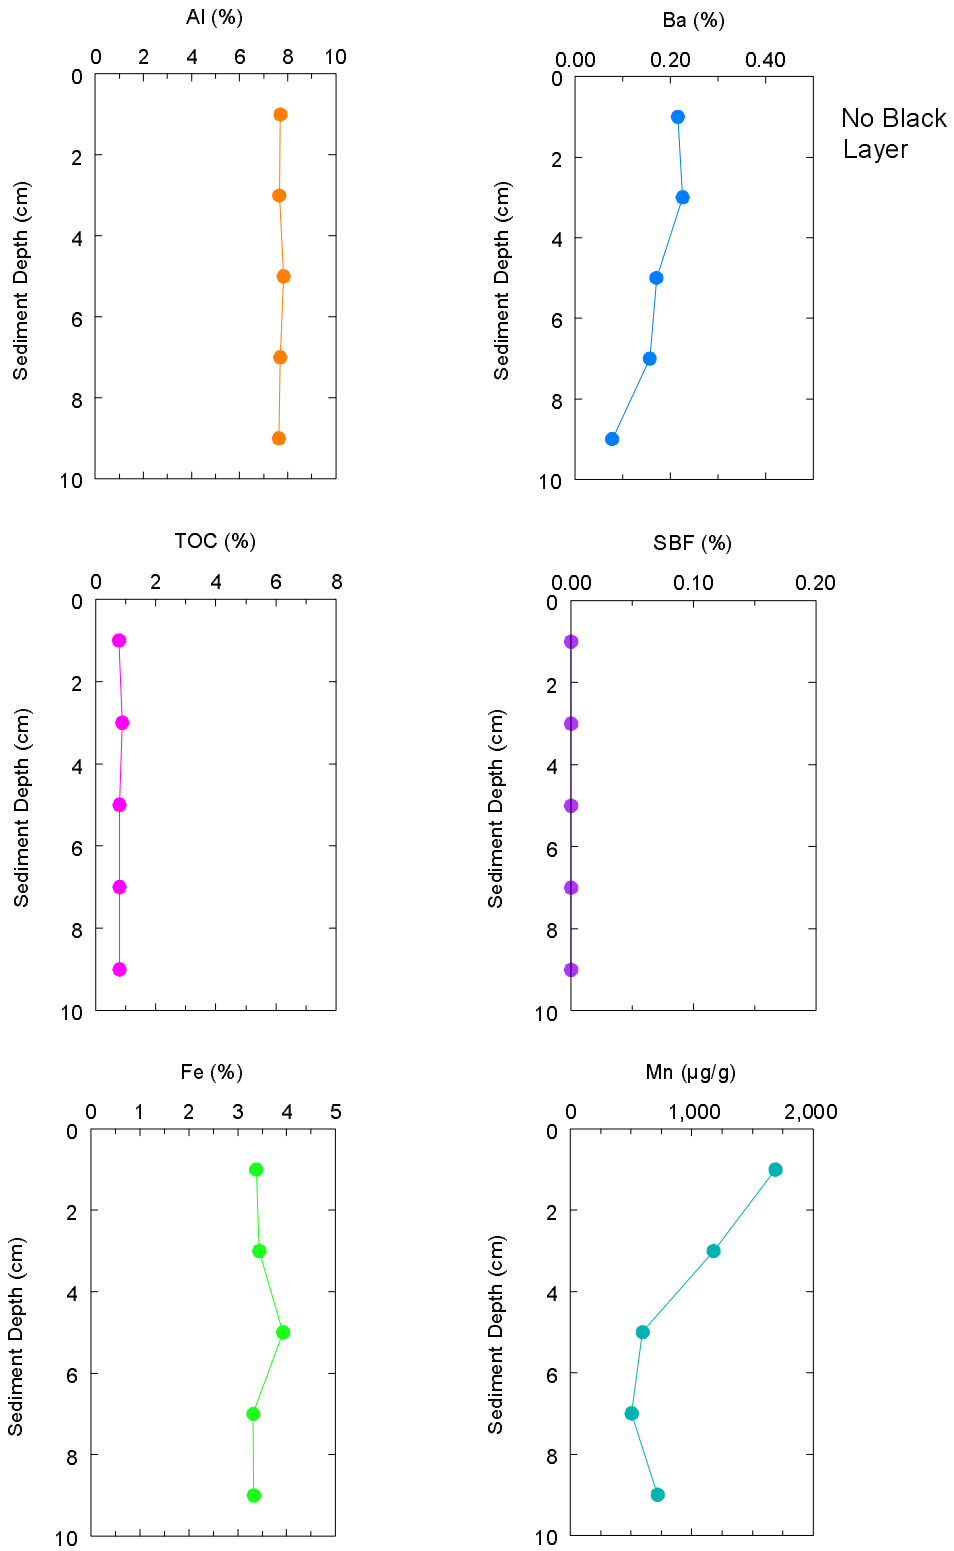 Al (%)
0 2 4 6 8 10
0
2
4
6
8
10
Sediment Depth (cm)
Ba (%)
0.00 0.20 0.40
0
2
4
6
8
10
Sediment Depth (cm)
No Black
Layer
TOC (%)
0 2 4 6 8
0
2
4
6
8
10
Sediment Depth (cm)
SBF (%)
0.00 0.10 0.20
0
2
4
6
8
10
Sediment Depth (cm)
Fe (%)
0 1 2 3 4 5
0
2
4
6
8
10
Sediment Depth (cm)
Mn (µg/g)
0 1,000 2,000
0
2
4
6
8
10
Sediment Depth (cm)